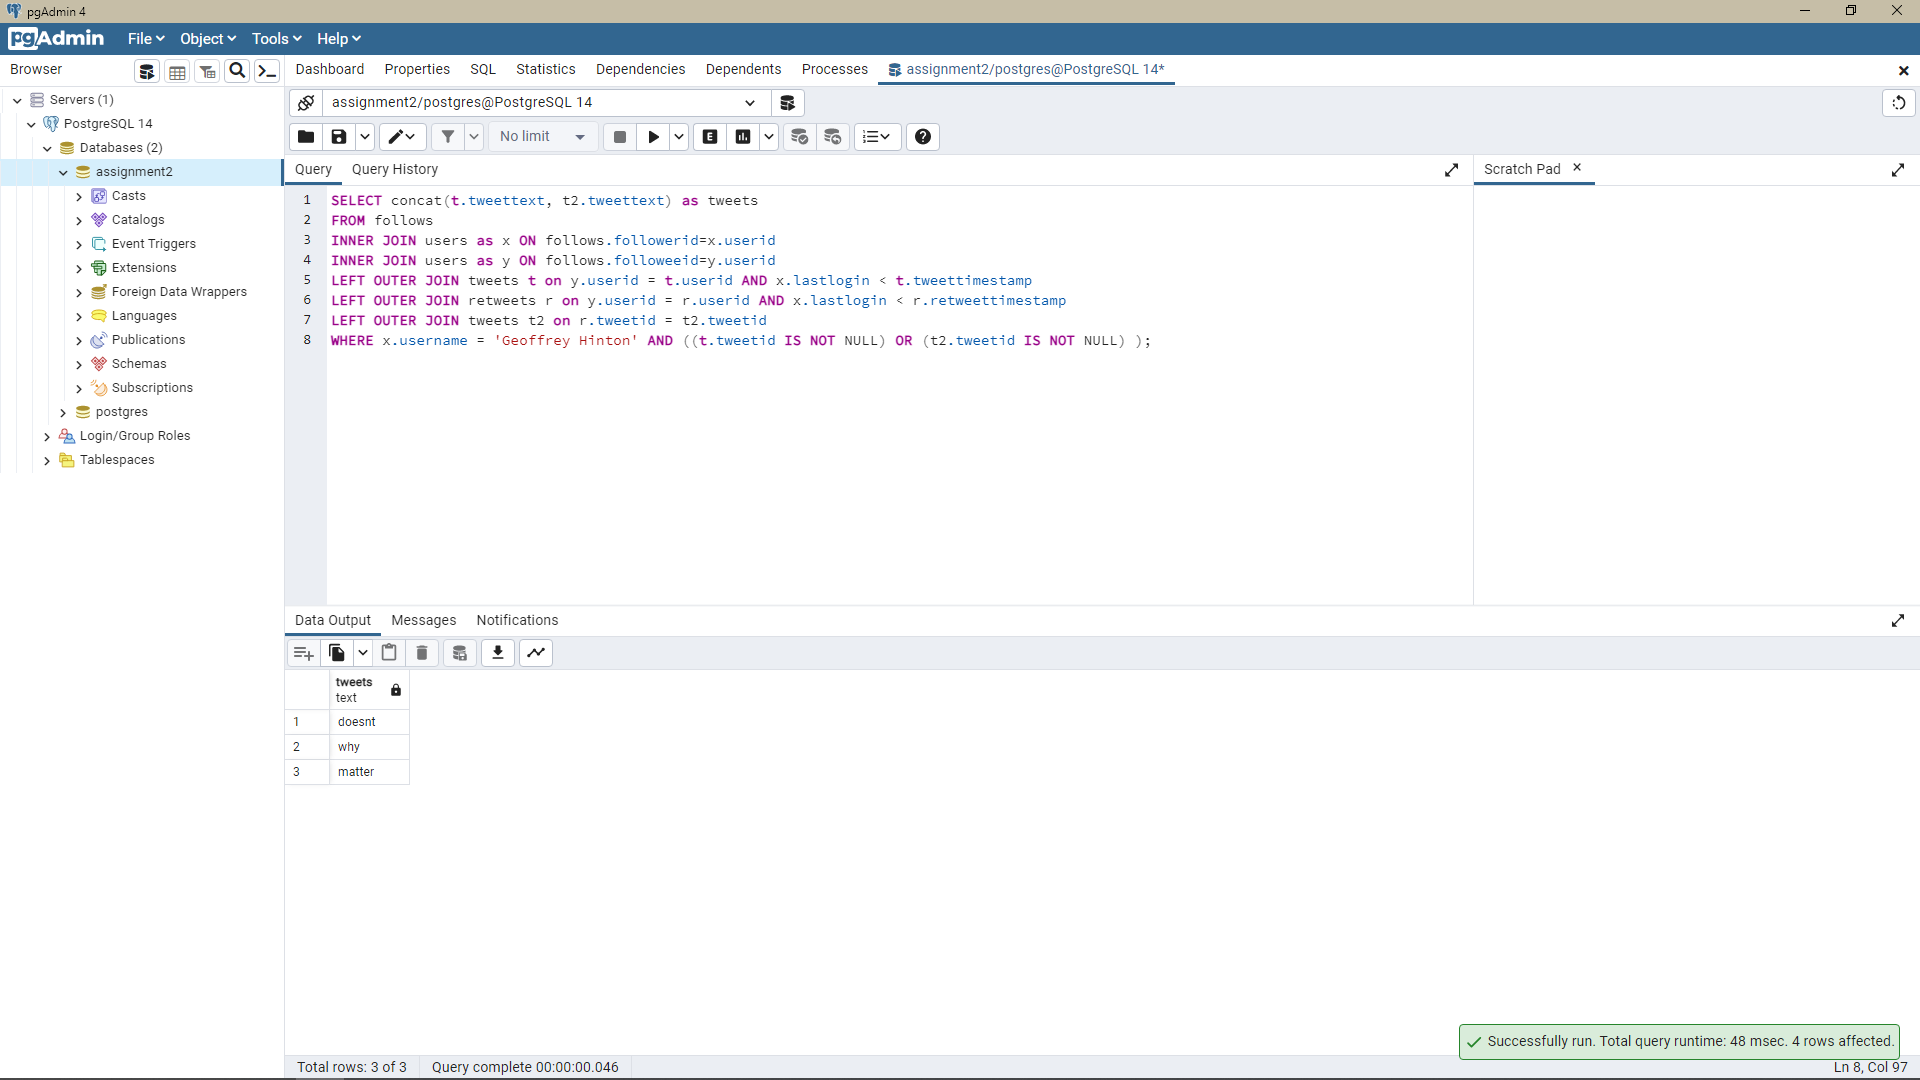 pgAdmin 4
pgAdmin File Object Tools Help
Browser
Dashboard Properties SQL Statistics Dependencies Dependents Processes assignment2/postgres@PostgreSQL 14*
Servers (1)
PostgreSQL 14
Databases (2)
assignment2
Casts
Catalogs
Event Triggers
Extensions
Foreign Data Wrappers
Languages
Publications
Schemas
Subscriptions
postgres
Login/Group Roles
Tablespaces
assignment2/postgres@PostgreSQL 14
No limit
E
Query Query History
Scratch Pad
1 SELECT concat(t.tweettext, t2.tweettext) as tweets
2 FROM follows
3 INNER JOIN users as x ON follows.followerid=x.userid
4 INNER JOIN users as y ON follows.followeeid=y.userid
5 LEFT OUTER JOIN tweets t on y.userid = t.userid AND x.lastlogin < t.tweettimestamp
6 LEFT OUTER JOIN retweets r on y.userid = r.userid AND x.lastlogin < r.retweettimestamp
7 LEFT OUTER JOIN tweets t2 on r.tweetid = t2.tweetid
8 WHERE x.username = 'Geoffrey Hinton' AND ((t.tweetid IS NOT NULL) OR (t2.tweetid IS NOT NULL) );
Data Output Messages Notifications
tweets
text
1 doesnt
2 why
3 matter
Successfully run. Total query runtime: 48 msec. 4 rows affected.
Total rows: 3 of 3 Query complete 00:00:00.046 Ln 8, Col 97